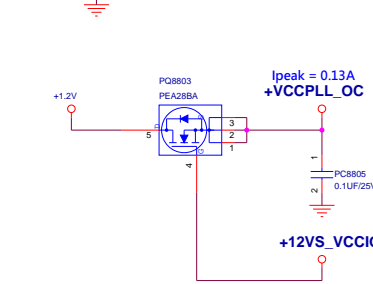 Ipeak = 0.13A
+VCCPLL_OC
PQ8803
PEA28BA
+1.2V
D
S
G
5
3
2
1
4
1
2
PC8805
0.1UF/25V
+12VS_VCCIO